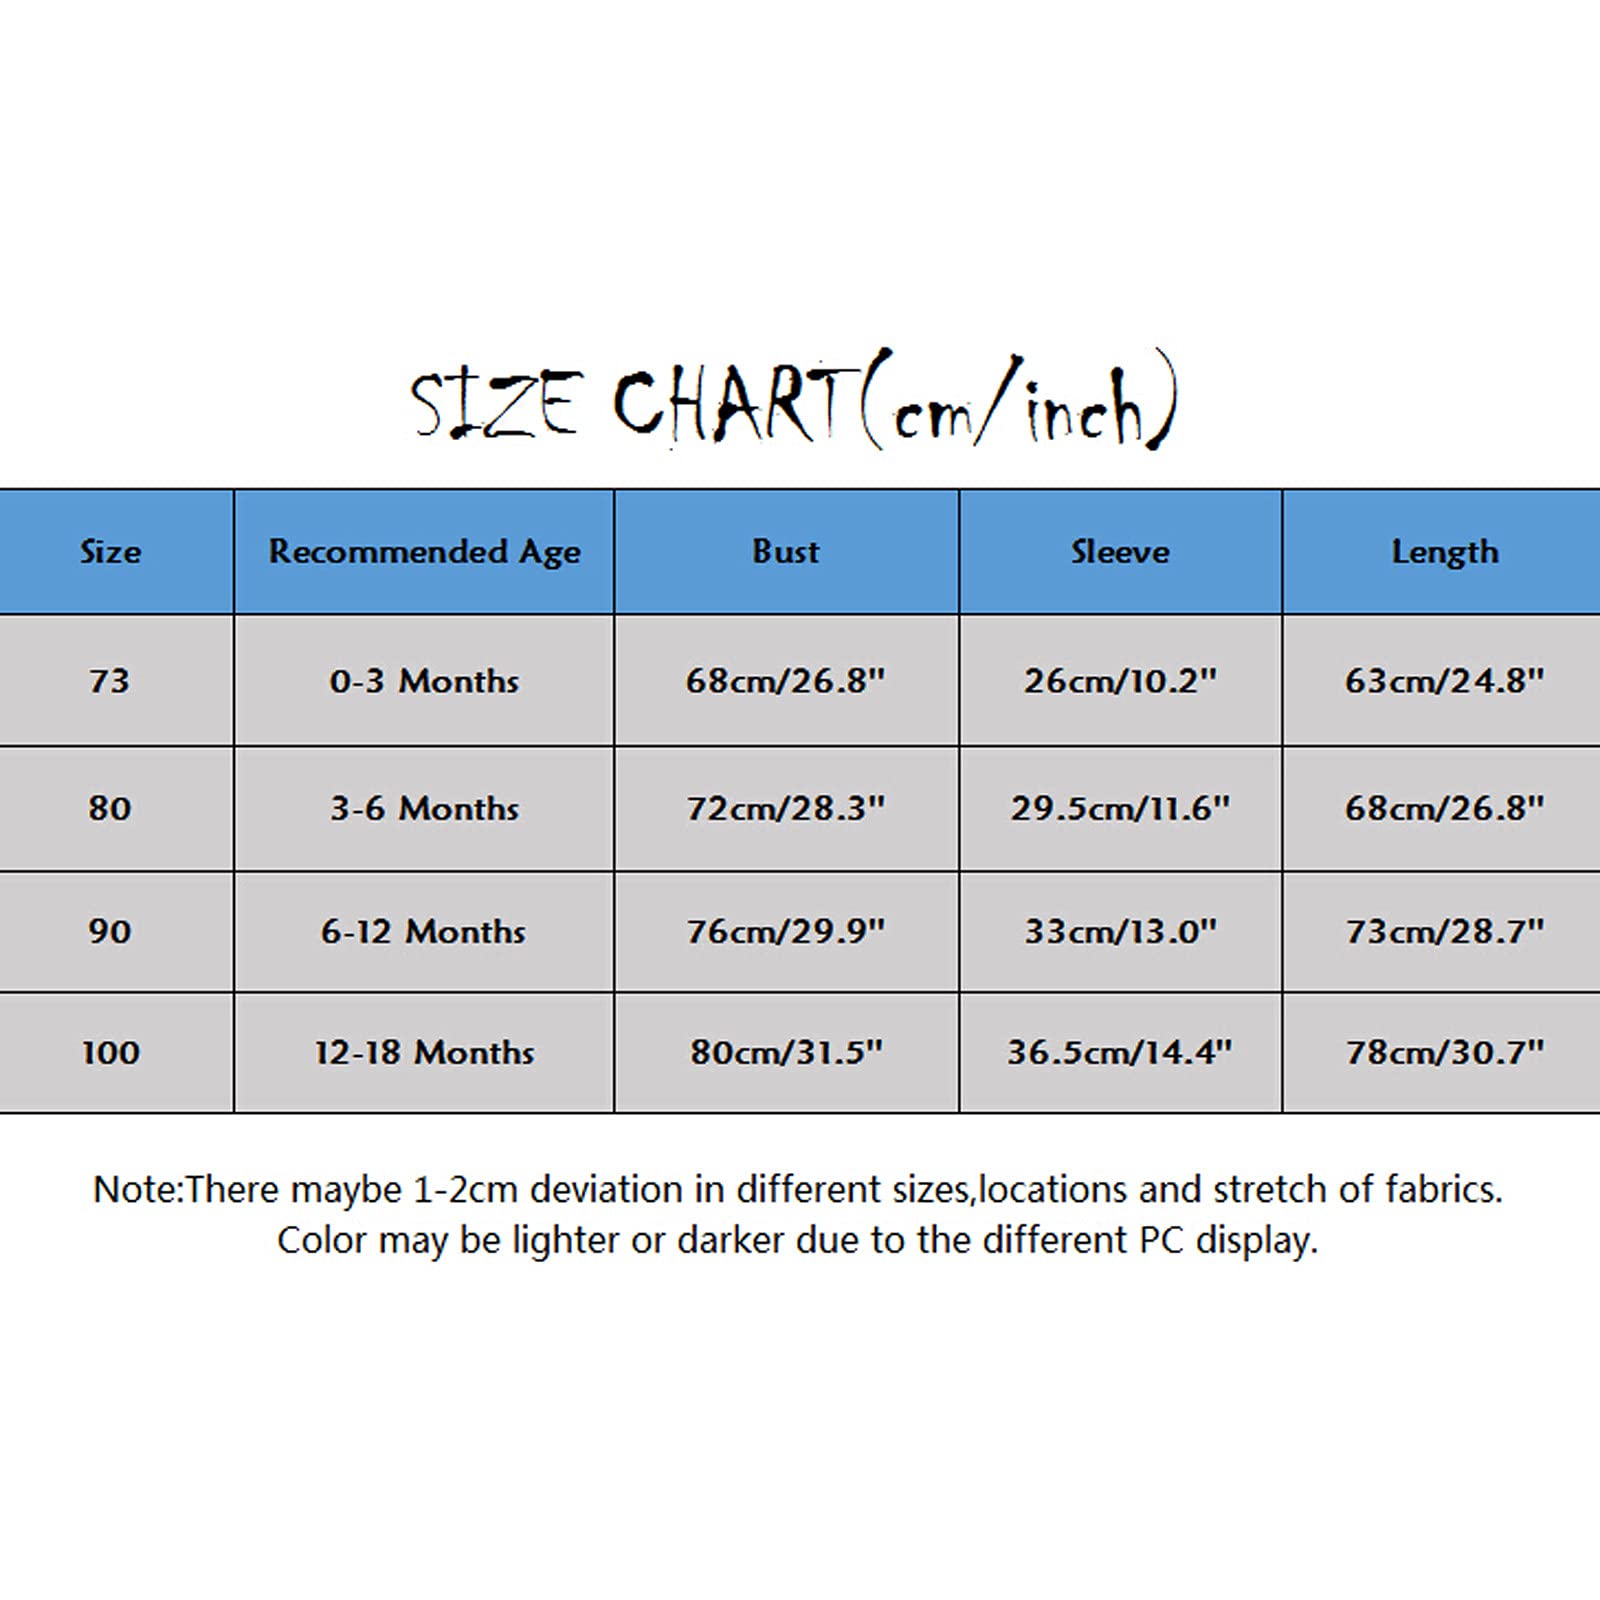 SIZE CHART(cm/inch)
Size Recommended Age Bust Sleeve Length
73 0-3 Months 68cm/26.8" 26cm/10.2" 63cm/24.8"
80 3-6 Months 72cm/28.3" 29.5cm/11.6" 68cm/26.8"
90 6-12 Months 76cm/29.9" 33cm/13.0" 73cm/28.7"
100 12-18 Months 80cm/31.5" 36.5cm/14.4" 78cm/30.7"
Note:There maybe 1-2cm deviation in different sizes,locations and stretch of fabrics.
Color may be lighter or darker due to the different PC display.